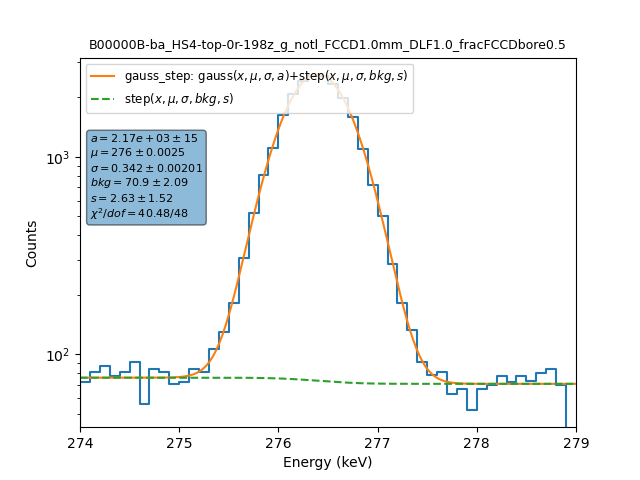 B00000B-ba_HS4-top-0r-198z_g_notl_FCCD1.0mm_DLF1.0_fracFCCDbore0.5
gauss_step: gauss(x, μ, σ, a)+step(x, μ, σ, bkg, s)
step(x, μ, σ, bkg, s)
a = 2.17e + 03 ± 15
μ = 276 ± 0.0025
σ = 0.342 ± 0.00201
bkg = 70.9 ± 2.09
s = 2.63 ± 1.52
χ²/dof = 40.48/48
10³
10²
Counts
274 275 276 277 278 279
Energy (keV)